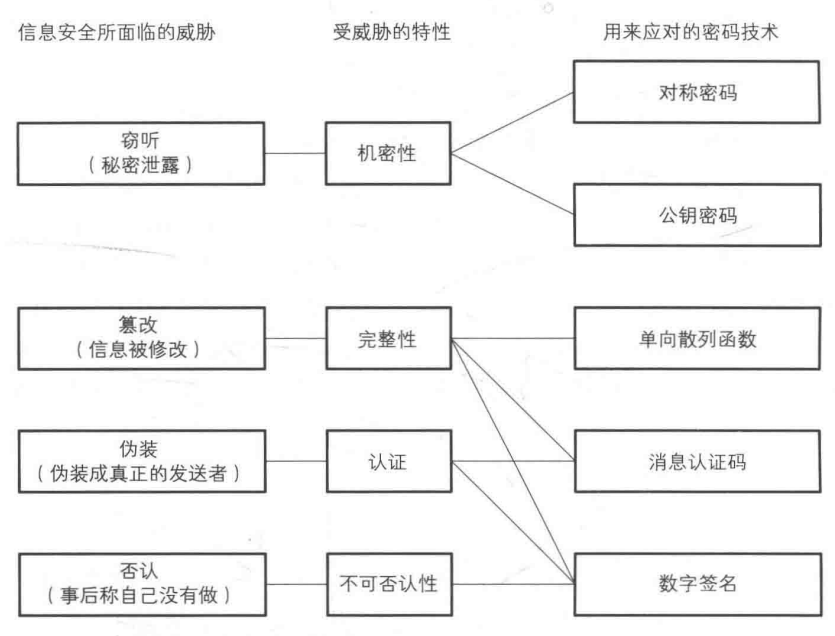 信息安全所面临的威胁
受威胁的特性
用来应对的密码技术
对称密码
窃听
（秘密泄露）
机密性
公钥密码
篡改
（信息被修改）
完整性
单向散列函数
伪装
（伪装成真正的发送者）
认证
消息认证码
否认
（事后称自己没有做）
不可否认性
数字签名